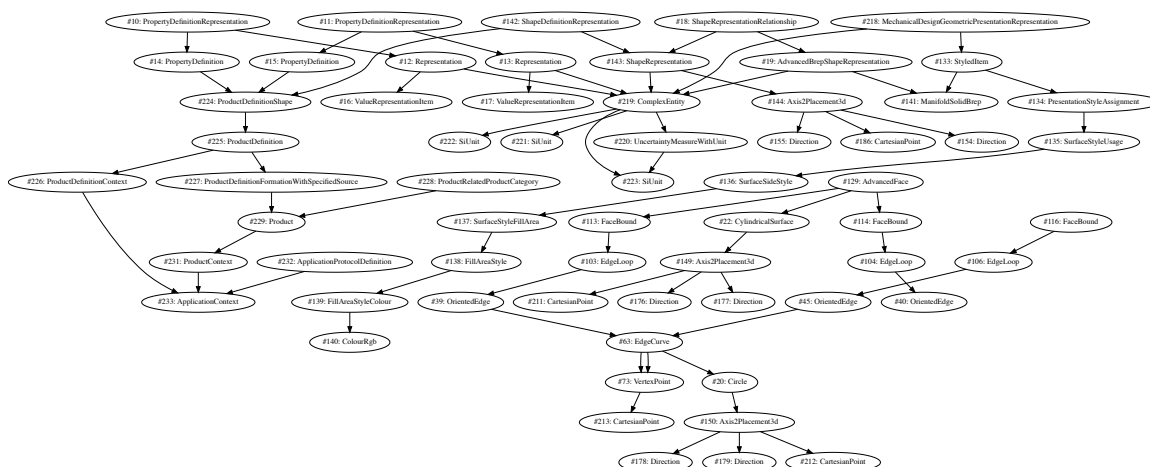 #10: PropertyDefinitionRepresentation
#11: PropertyDefinitionRepresentation
#142: ShapeDefinitionRepresentation
#18: ShapeRepresentationRelationship
#218: MechanicalDesignGeometricPresentationRepresentation
#14: PropertyDefinition
#15: PropertyDefinition
#12: Representation
#13: Representation
#143: ShapeRepresentation
#19: AdvancedBrepShapeRepresentation
#133: StyledItem
#224: ProductDefinitionShape
#16: ValueRepresentationItem
#17: ValueRepresentationItem
#219: ComplexEntity
#144: Axis2Placement3d
#141: ManifoldSolidBrep
#134: PresentationStyleAssignment
#225: ProductDefinition
#222: SiUnit
#221: SiUnit
#220: UncertaintyMeasureWithUnit
#155: Direction
#186: CartesianPoint
#154: Direction
#135: SurfaceStyleUsage
#226: ProductDefinitionContext
#227: ProductDefinitionFormationWithSpecifiedSource
#228: ProductRelatedProductCategory
#223: SiUnit
#136: SurfaceSideStyle
#129: AdvancedFace
#229: Product
#137: SurfaceStyleFillArea
#113: FaceBound
#22: CylindricalSurface
#114: FaceBound
#116: FaceBound
#231: ProductContext
#232: ApplicationProtocolDefinition
#138: FillAreaStyle
#103: EdgeLoop
#149: Axis2Placement3d
#104: EdgeLoop
#106: EdgeLoop
#233: ApplicationContext
#139: FillAreaStyleColour
#39: OrientedEdge
#211: CartesianPoint
#176: Direction
#177: Direction
#45: OrientedEdge
#40: OrientedEdge
#140: ColourRgb
#63: EdgeCurve
#73: VertexPoint
#20: Circle
#213: CartesianPoint
#150: Axis2Placement3d
#178: Direction
#179: Direction
#212: CartesianPoint